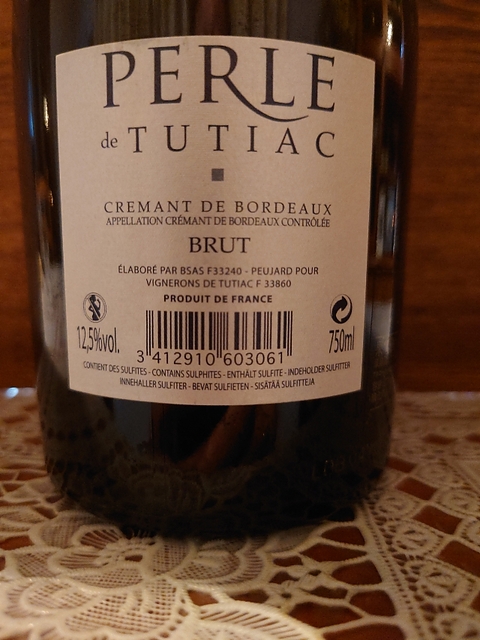 PERLE
de TUTIAC
CREMANT DE BORDEAUX
APPELLATION CRÉMANT DE BORDEAUX CONTRÔLÉE
BRUT
ÉLABORÉ PAR BSAS F33240 - PEUJARD POUR
VIGNERONS DE TUTIAC F 33860
PRODUIT DE FRANCE
12,5%vol. 750ml
3 412910 603061
CONTIENT DES SULFITES - CONTAINS SULPHITES - ENTHÄLT SULFITE - INDEHOLDER SULFITTER
INNEHALLER SULFITER - BEVAT SULFIETEN - SISÄTÄÄ SULFITTEJA